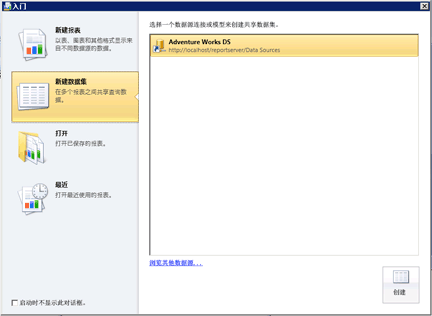 入门
新建报表
以表、图表和其他格式显示来
自不同数据源的数据。
新建数据集
在多个报表之间共享查询数
据。
打开
打开已保存的报表。
最近
打开最近使用的报表。
启动时不显示此对话框。
选择一个数据源连接或模型来创建共享数据集。
Adventure Works DS
http://localhost/reportserver/Data Sources
浏览其他数据源...
创建